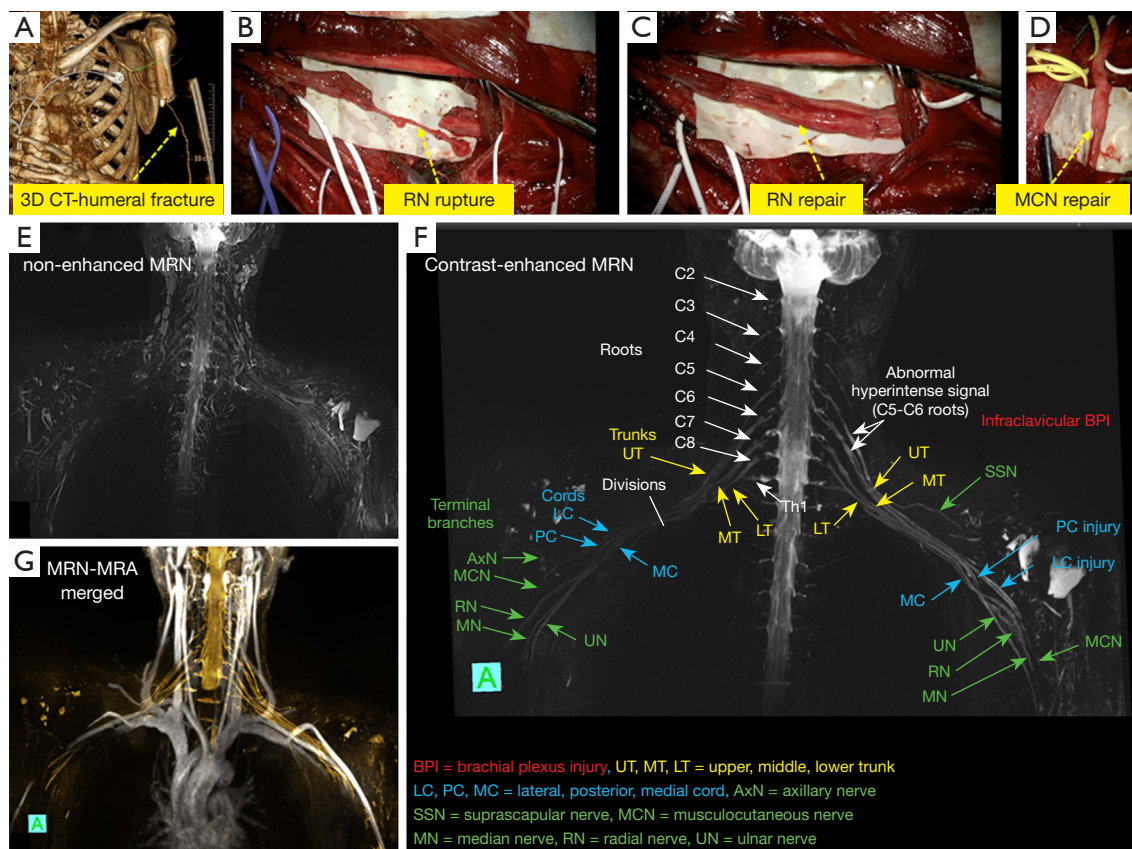 A
3D CT-humeral fracture
B
RN rupture
C
RN repair
D
MCN repair
E
non-enhanced MRN
F
Contrast-enhanced MRN
C2
C3
C4
Roots
C5
C6
C7
C8
Trunks
UT
Divisions
Cords
LC
PC
Terminal
branches
AxN
MCN
RN
MN
UN
MC
MT
LT
Th1
Abnormal
hyperintense signal
(C5-C6 roots)
Infraclavicular BPI
UT
MT
SSN
LT
PC injury
LC injury
MC
UN
RN
MN
MCN
A
BPI = brachial plexus injury, UT, MT, LT = upper, middle, lower trunk
LC, PC, MC = lateral, posterior, medial cord, AxN = axillary nerve
SSN = suprascapular nerve, MCN = musculocutaneous nerve
MN = median nerve, RN = radial nerve, UN = ulnar nerve
G
MRN-MRA
merged
A